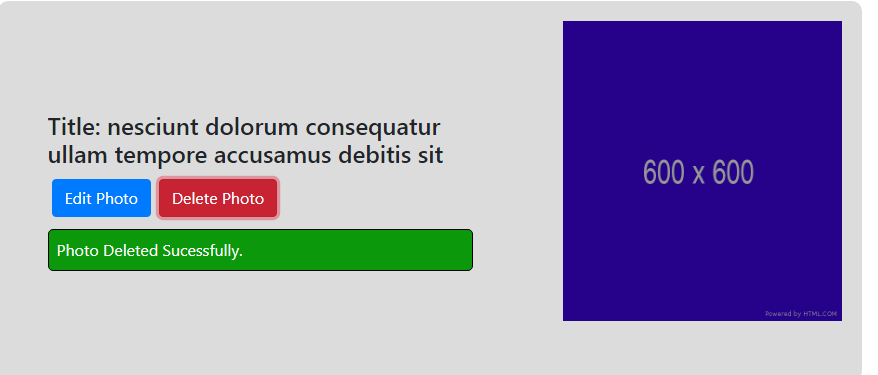 Title: nesciunt dolorum consequatur
ullam tempore accusamus debitis sit
Edit Photo
Delete Photo
Photo Deleted Sucessfully.
600 x 600
Powered by HTML.COM